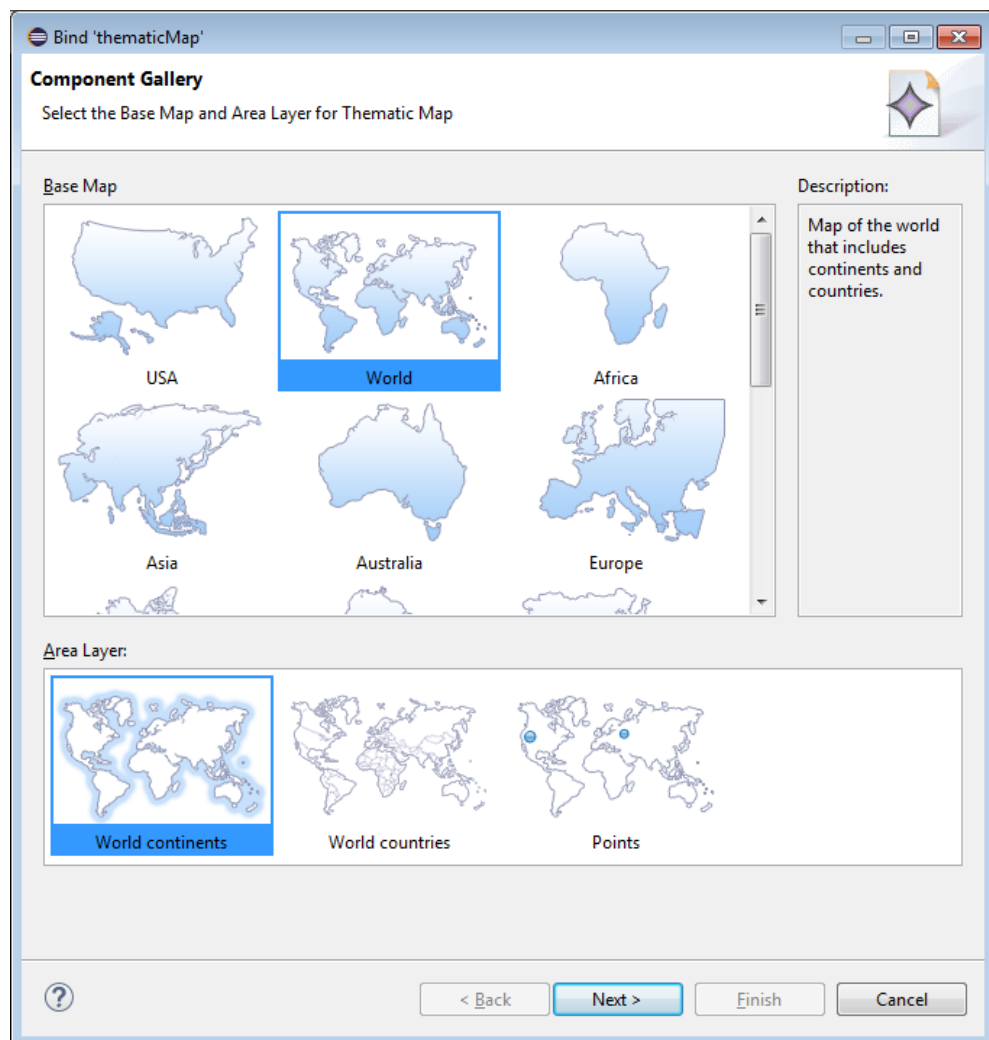 Bind 'thematicMap'
Component Gallery
Select the Base Map and Area Layer for Thematic Map
Base Map
Description:
USA
World
Africa
Map of the world
that includes
continents and
countries.
Asia
Australia
Europe
Area Layer:
World continents
World countries
Points
?
< Back
Next >
Finish
Cancel